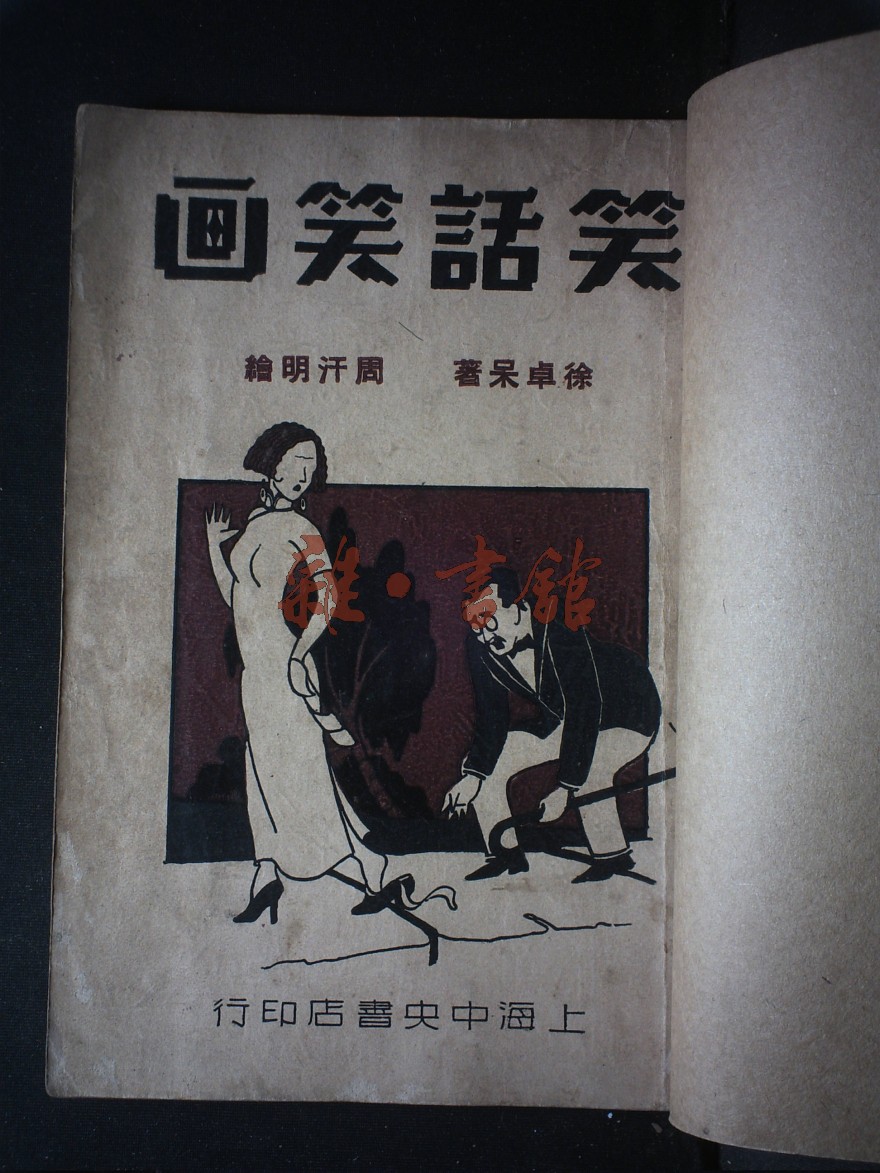 笑話笑画
徐卓呆著 周汗明繪
雜·書館
上海中央書店印行